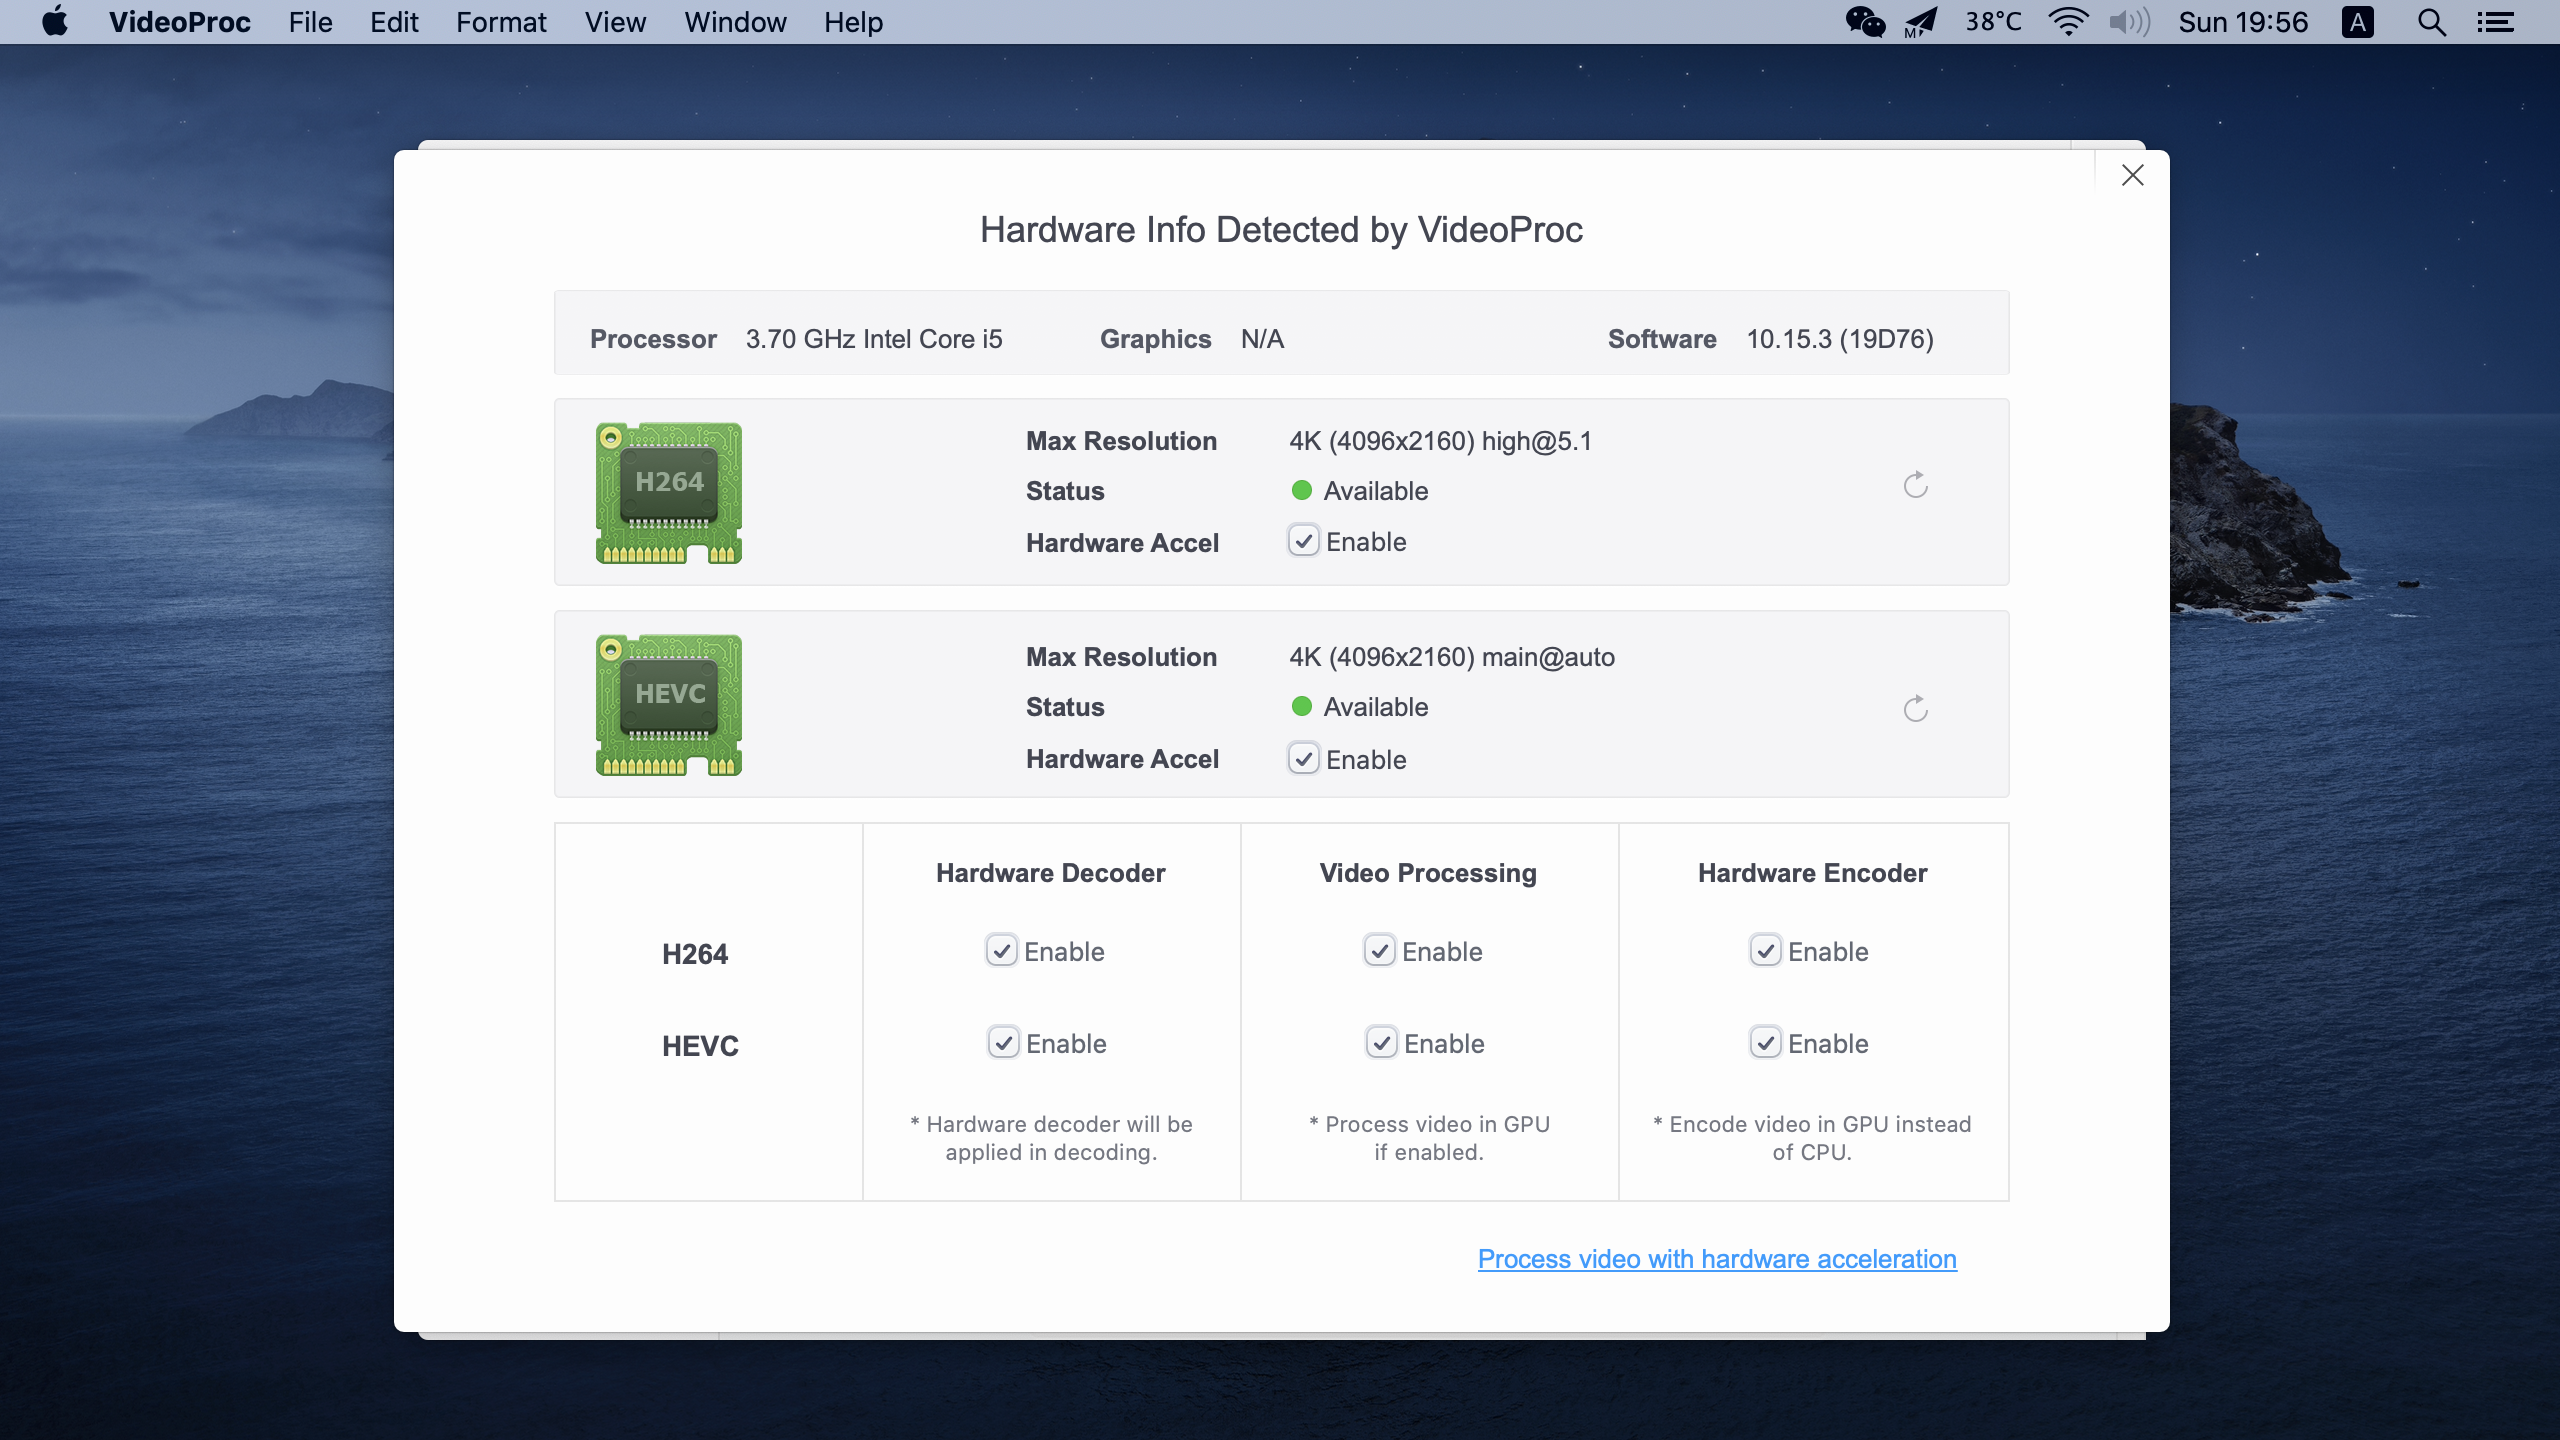 VideoProc File Edit Format View Window Help 38°C Sun 19:56 A
Hardware Info Detected by VideoProc
Processor 3.70 GHz Intel Core i5 Graphics N/A Software 10.15.3 (19D76)
H264
Max Resolution 4K (4096x2160) high@5.1
Status Available
Hardware Accel Enable
HEVC
Max Resolution 4K (4096x2160) main@auto
Status Available
Hardware Accel Enable
Hardware Decoder Video Processing Hardware Encoder
H264 Enable Enable Enable
HEVC Enable Enable Enable
* Hardware decoder will be
applied in decoding.
* Process video in GPU
if enabled.
* Encode video in GPU instead
of CPU.
Process video with hardware acceleration